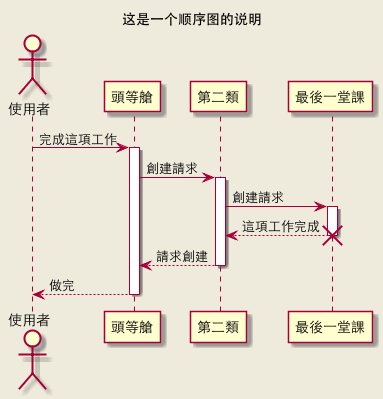 这是一个顺序图的说明
使用者
頭等艙
第二類
最後一堂課
完成這項工作
創建請求
創建請求
這項工作完成
請求創建
做完
使用者
頭等艙
第二類
最後一堂課